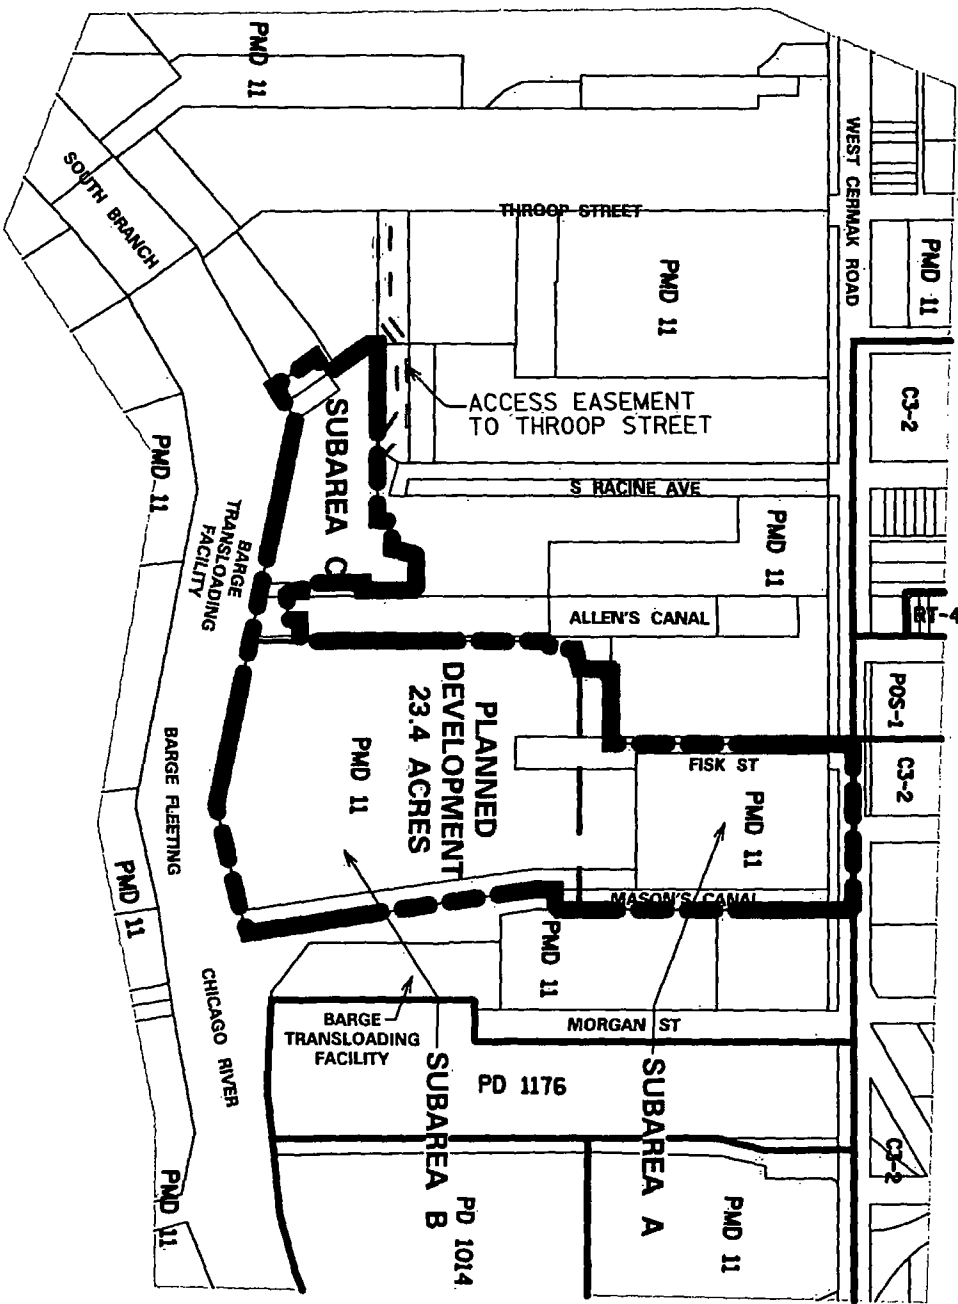 PMD 11
WEST CERMAK ROAD
SOUTH BRANCH
THROOP STREET
PMD 11
PMD 11
C3-2
ACCESS EASEMENT
TO THROOP STREET
SUBAREA C
PMD 11
S RACINE AVE
PMD 11
BARGE
TRANSLOADING
FACILITY
RT-4
ALLEN'S CANAL
POS-1
C3-2
PLANNED
DEVELOPMENT
23.4 ACRES
PMD 11
FISK ST
PMD 11
BARGE FLEETING
PMD 11
MASON'S CANAL
PMD 11
CHICAGO RIVER
BARGE
TRANSLOADING
FACILITY
MORGAN ST
SUBAREA B
PD 1176
SUBAREA A
C3-2
PMD 11
PD 1014
PMD 11